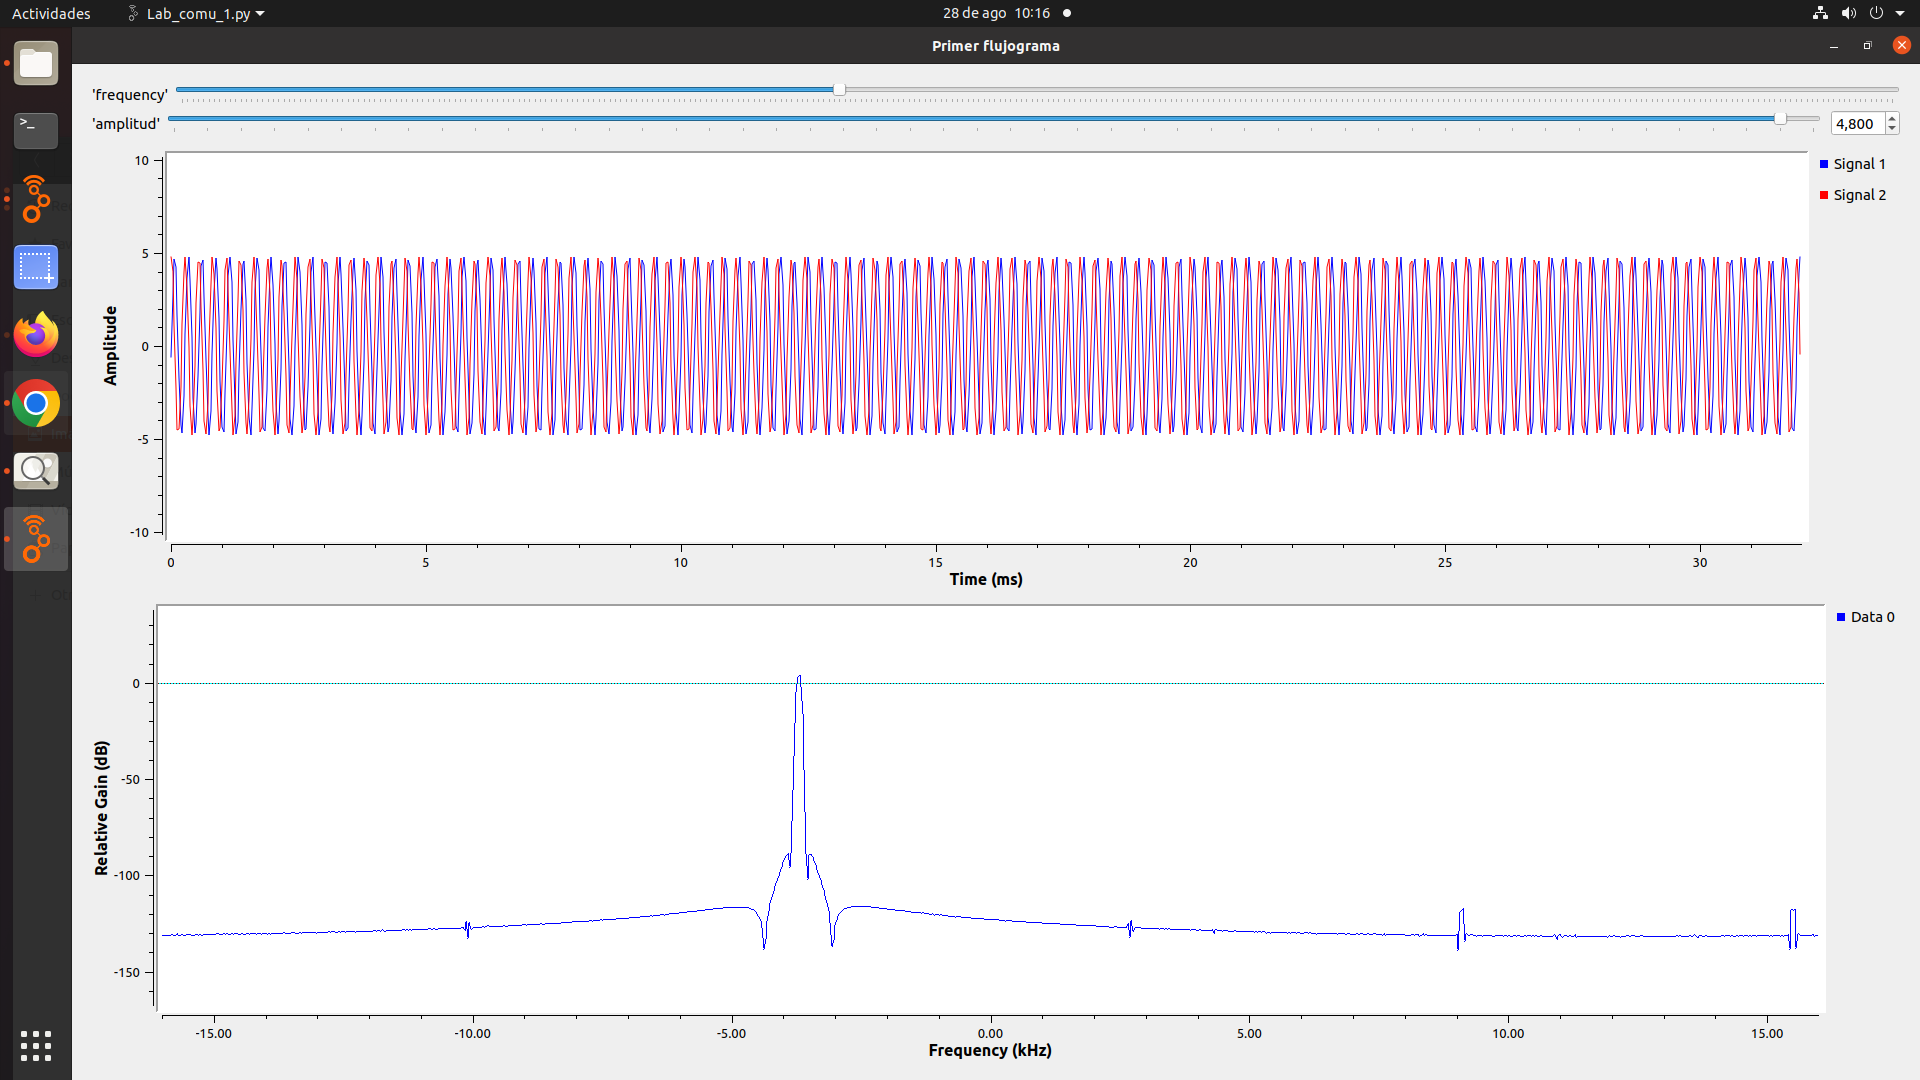 Actividades Lab_comu_1.py 28 de ago 10:16
Primer flujograma
'frequency'
'amplitud' 4,800
10
5
0
-5
-10
Amplitude
Signal 1
Signal 2
0 5 10 15 20 25 30
Time (ms)
0
-50
-100
-150
Relative Gain (dB)
Data 0
-15.00 -10.00 -5.00 0.00 5.00 10.00 15.00
Frequency (kHz)